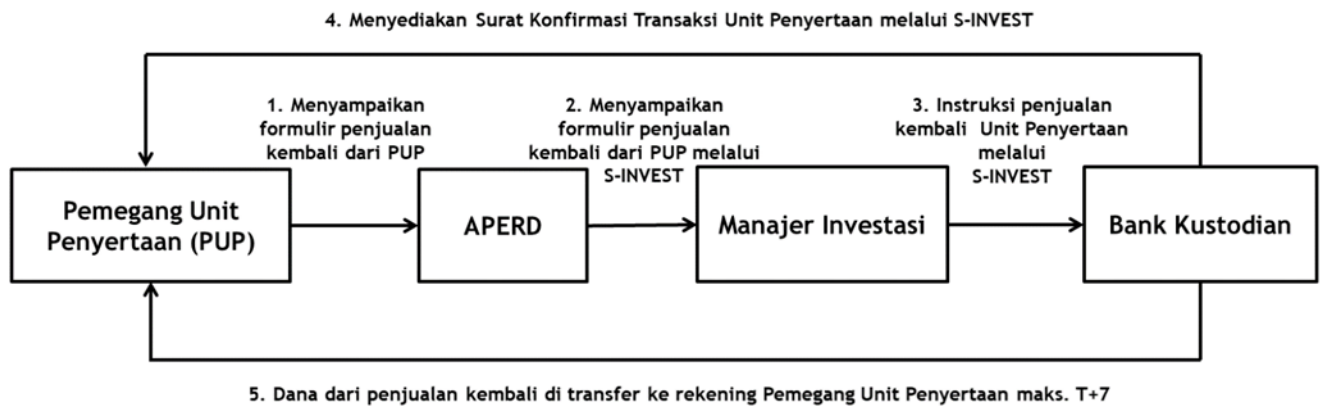 4. Menyediakan Surat Konfirmasi Transaksi Unit Penyertaan melalui S-INVEST
1. Menyampaikan
formulir penjualan
kembali dari PUP
2. Menyampaikan
formulir penjualan
kembali dari PUP melalui
S-INVEST
3. Instruksi penjualan
kembali Unit Penyertaan
melalui
S-INVEST
Pemegang Unit
Penyertaan (PUP)
APERD
Manajer Investasi
Bank Kustodian
5. Dana dari penjualan kembali di transfer ke rekening Pemegang Unit Penyertaan maks. T+7